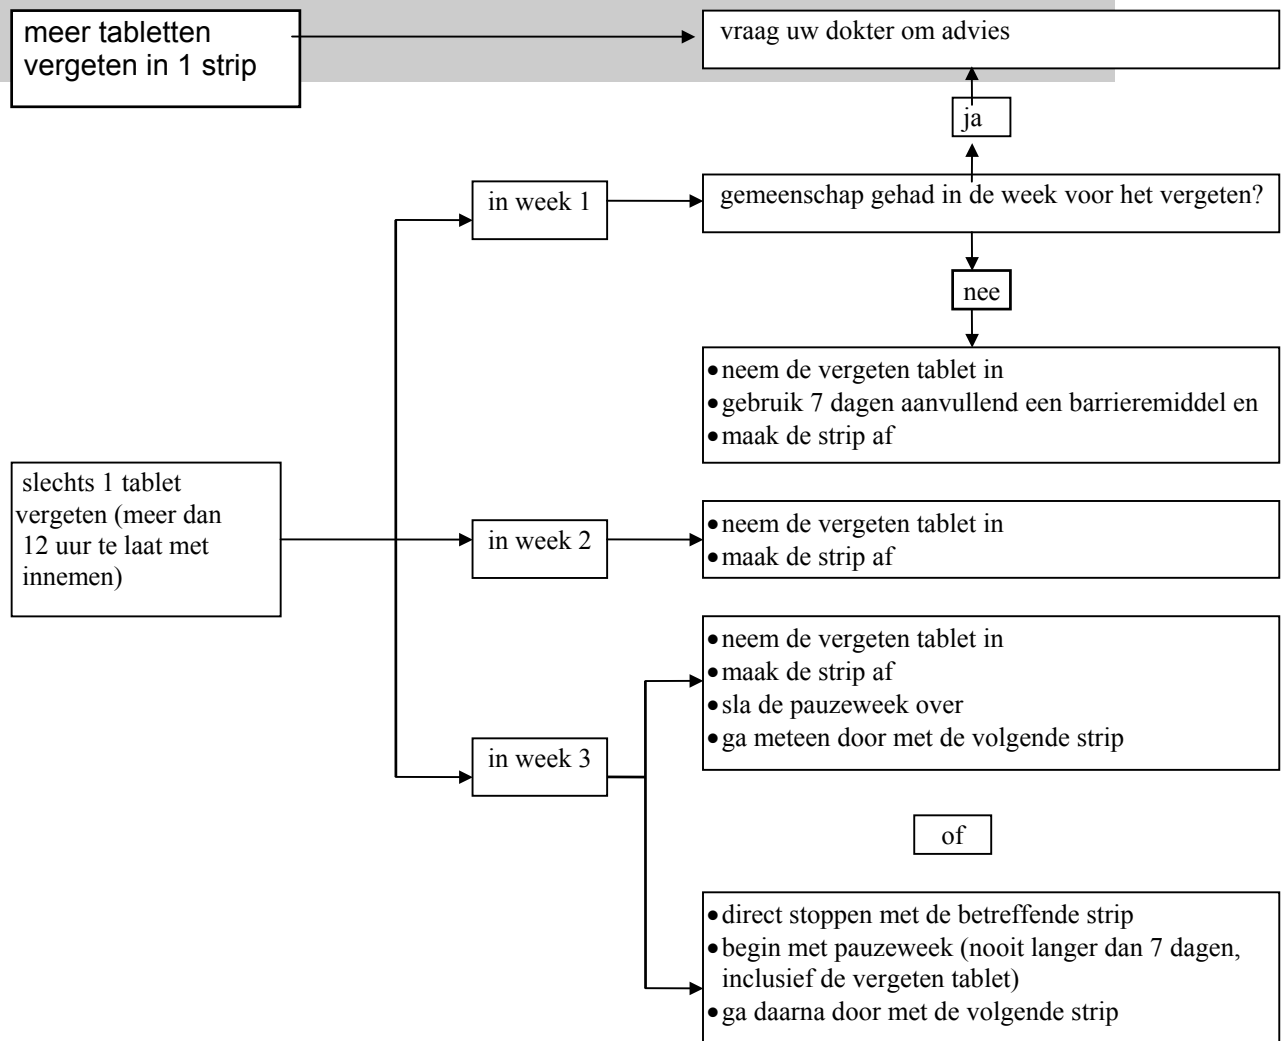 meer tabletten
vergeten in 1 strip
vraag uw dokter om advies
ja
in week 1
gemeenschap gehad in de week voor het vergeten?
nee
•neem de vergeten tablet in
•gebruik 7 dagen aanvullend een barrieremiddel en
•maak de strip af
slechts 1 tablet
vergeten (meer dan
12 uur te laat met
innemen)
in week 2
•neem de vergeten tablet in
•maak de strip af
in week 3
•neem de vergeten tablet in
•maak de strip af
•sla de pauzeweek over
•ga meteen door met de volgende strip
of
•direct stoppen met de betreffende strip
•begin met pauzeweek (nooit langer dan 7 dagen,
inclusief de vergeten tablet)
•ga daarna door met de volgende strip